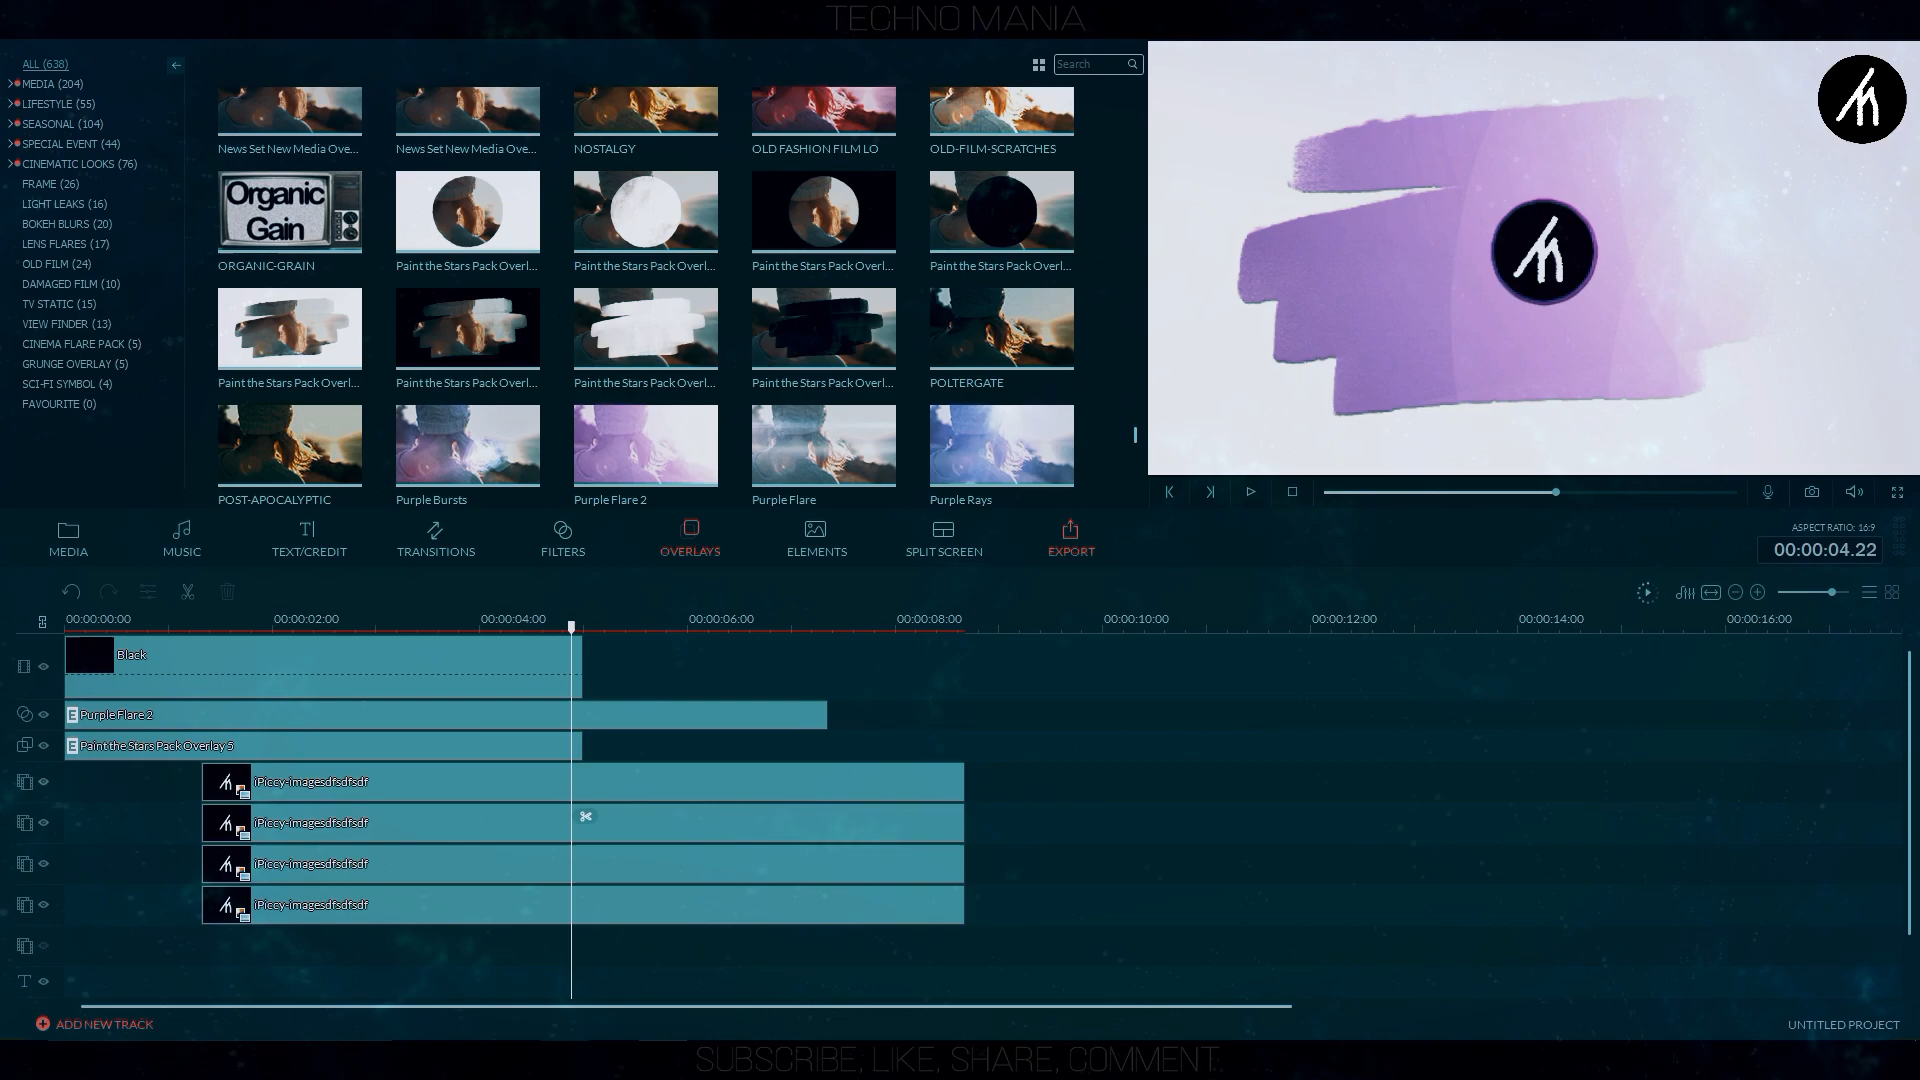 TECHNO MANIA
ALL (638)
MEDIA (204)
LIFESTYLE (55)
SEASONAL (104)
SPECIAL EVENT (44)
CINEMATIC LOOKS (76)
FRAME (26)
LIGHT LEAKS (16)
BOKEH BLURS (20)
LENS FLARES (17)
OLD FILM (24)
DAMAGED FILM (10)
TV STATIC (15)
VIEW FINDER (13)
CINEMA FLARE PACK (5)
GRUNGE OVERLAY (5)
SCI-FI SYMBOL (4)
FAVOURITE (0)
Search
News Set New Media Ove...
News Set New Media Ove...
NOSTALGY
OLD FASHION FILM LO
OLD-FILM-SCRATCHES
Organic
Gain
ORGANIC-GRAIN
Paint the Stars Pack Overl...
Paint the Stars Pack Overl...
Paint the Stars Pack Overl...
Paint the Stars Pack Overl...
Paint the Stars Pack Overl...
Paint the Stars Pack Overl...
Paint the Stars Pack Overl...
Paint the Stars Pack Overl...
POLTERGATE
POST-APOCALYPTIC
Purple Bursts
Purple Flare 2
Purple Flare
Purple Rays
MEDIA
MUSIC
TEXT/CREDIT
TRANSITIONS
FILTERS
OVERLAYS
ELEMENTS
SPLIT SCREEN
EXPORT
ASPECT RATIO: 16:9
00:00:04.22
00:00:00:00
00:00:02:00
00:00:04:00
00:00:06:00
00:00:08:00
00:00:10:00
00:00:12:00
00:00:14:00
00:00:16:00
Black
E Purple Flare 2
E Paint the Stars Pack Overlay 5
iPiccy-imagesdfsdfsdf
iPiccy-imagesdfsdfsdf
iPiccy-imagesdfsdfsdf
iPiccy-imagesdfsdfsdf
ADD NEW TRACK
UNTITLED PROJECT
SUBSCRIBE, LIKE, SHARE, COMMENT.